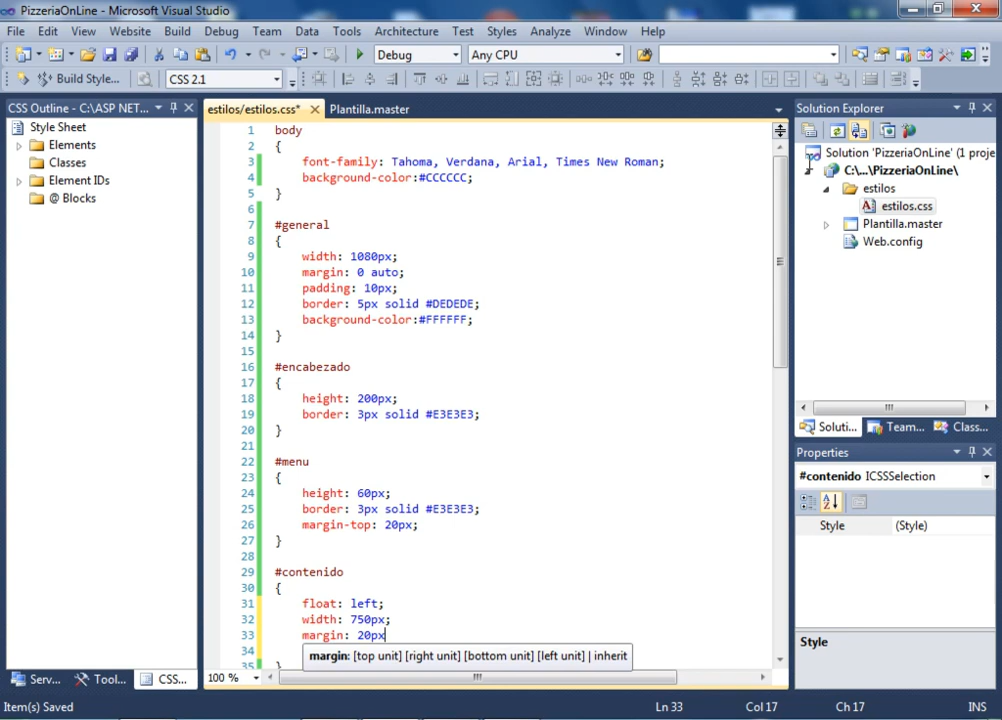 PizzeriaOnLine - Microsoft Visual Studio
File Edit View Website Build Debug Team Data Tools Architecture Test Styles Analyze Window Help
Debug Any CPU
Build Style... CSS 2.1
CSS Outline - C:\ASP NET...
Style Sheet
Elements
Classes
Element IDs
@ Blocks
Serv... Tool... CSS...
estilos/estilos.css* Plantilla.master
1 body
2 {
3 font-family: Tahoma, Verdana, Arial, Times New Roman;
4 background-color:#CCCCCC;
5 }
6
7 #general
8 {
9 width: 1080px;
10 margin: 0 auto;
11 padding: 10px;
12 border: 5px solid #DEDEDE;
13 background-color:#FFFFFF;
14 }
15
16 #encabezado
17 {
18 height: 200px;
19 border: 3px solid #E3E3E3;
20 }
21
22 #menu
23 {
24 height: 60px;
25 border: 3px solid #E3E3E3;
26 margin-top: 20px;
27 }
28
29 #contenido
30 {
31 float: left;
32 width: 750px;
33 margin: 20px
34
margin: [top unit] [right unit] [bottom unit] [left unit] | inherit
35 }
100 %
Solution Explorer
Solution 'PizzeriaOnLine' (1 proje
C:\...\PizzeriaOnLine\
estilos
estilos.css
Plantilla.master
Web.config
Soluti... Team... Class...
Properties
#contenido ICSSSelection
Style (Style)
Style
Item(s) Saved Ln 33 Col 17 Ch 17 INS